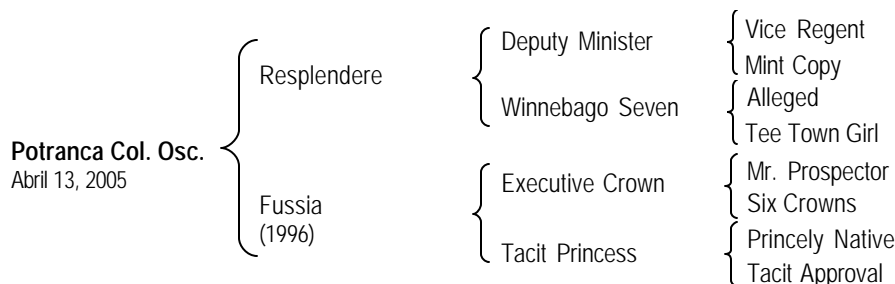 Potranca Col. Osc.
Abril 13, 2005
Resplendere
Fussia
(1996)
Deputy Minister
Winnebago Seven
Executive Crown
Tacit Princess
Vice Regent
Mint Copy
Alleged
Tee Town Girl
Mr. Prospector
Six Crowns
Princely Native
Tacit Approval